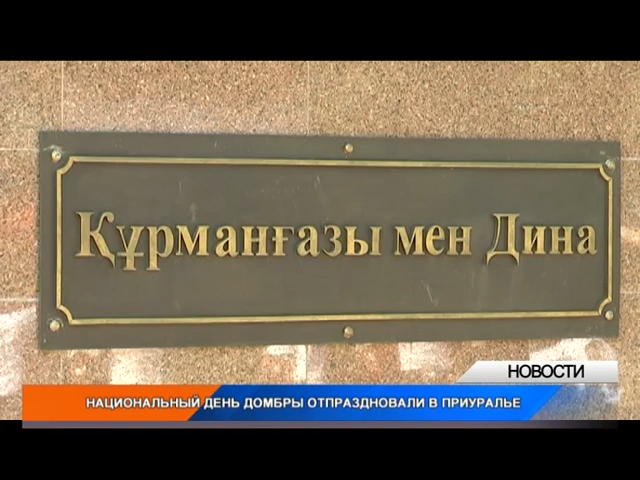 Құрманғазы мен Дина
НОВОСТИ
НАЦИОНАЛЬНЫЙ ДЕНЬ ДОМБРЫ ОТПРАЗДНОВАЛИ В ПРИУРАЛЬЕ